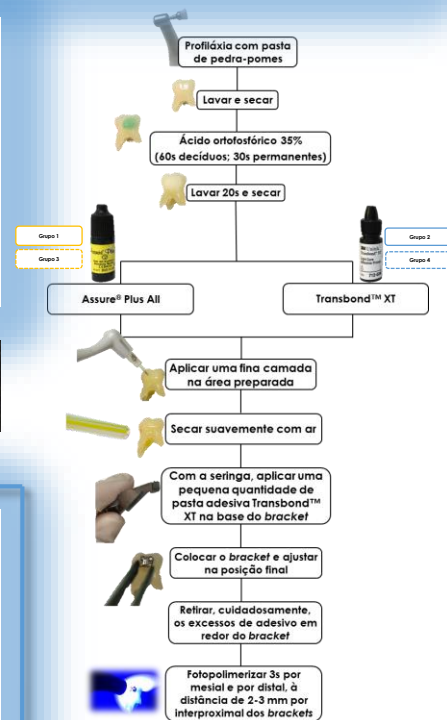 Profiláxia com pasta
de pedra-pomes
Lavar e secar
Ácido ortofosfórico 35%
(60s decíduos; 30s permanentes)
Lavar 20s e secar
Grupo 1
Grupo 3
Grupo 2
Grupo 4
Assure® Plus All
Transbond™ XT
Aplicar uma fina camada
na área preparada
Secar suavemente com ar
Com a seringa, aplicar uma
pequena quantidade de
pasta adesiva Transbond™
XT na base do bracket
Colocar o bracket e ajustar
na posição final
Retirar, cuidadosamente,
os excessos de adesivo em
redor do bracket
Fotopolimerizar 3s por
mesial e por distal, à
distância de 2-3 mm por
interproximal dos brackets